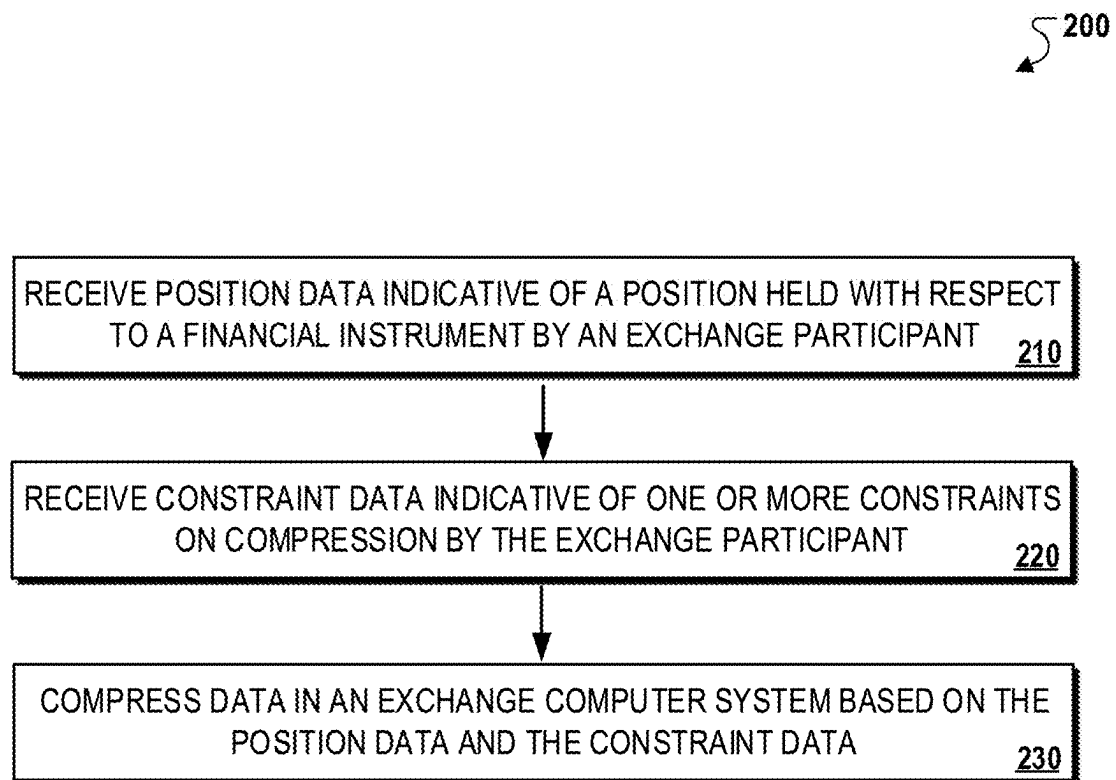 200
RECEIVE POSITION DATA INDICATIVE OF A POSITION HELD WITH RESPECT
TO A FINANCIAL INSTRUMENT BY AN EXCHANGE PARTICIPANT
210
RECEIVE CONSTRAINT DATA INDICATIVE OF ONE OR MORE CONSTRAINTS
ON COMPRESSION BY THE EXCHANGE PARTICIPANT
220
COMPRESS DATA IN AN EXCHANGE COMPUTER SYSTEM BASED ON THE
POSITION DATA AND THE CONSTRAINT DATA
230